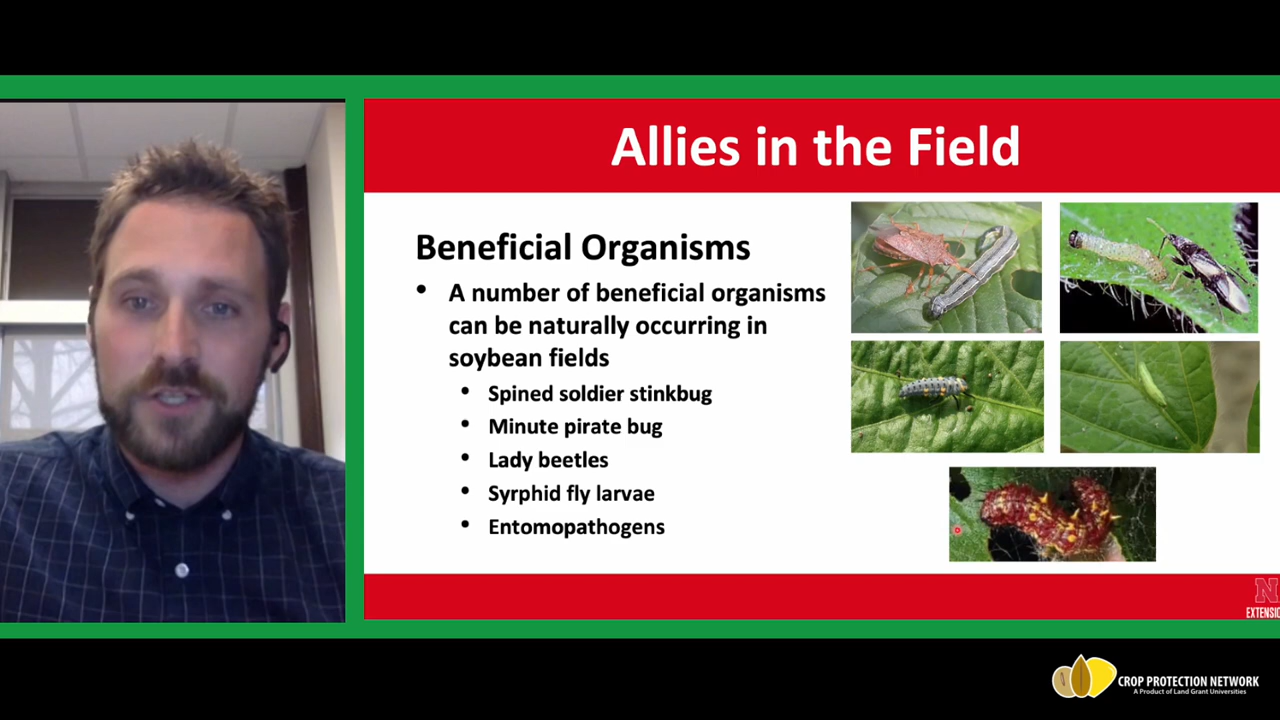 Allies in the Field
Beneficial Organisms
• A number of beneficial organisms
can be naturally occurring in
soybean fields
• Spined soldier stinkbug
• Minute pirate bug
• Lady beetles
• Syrphid fly larvae
• Entomopathogens
N
CROP PROTECTION NETWORK
A Product of Land Grant Universities